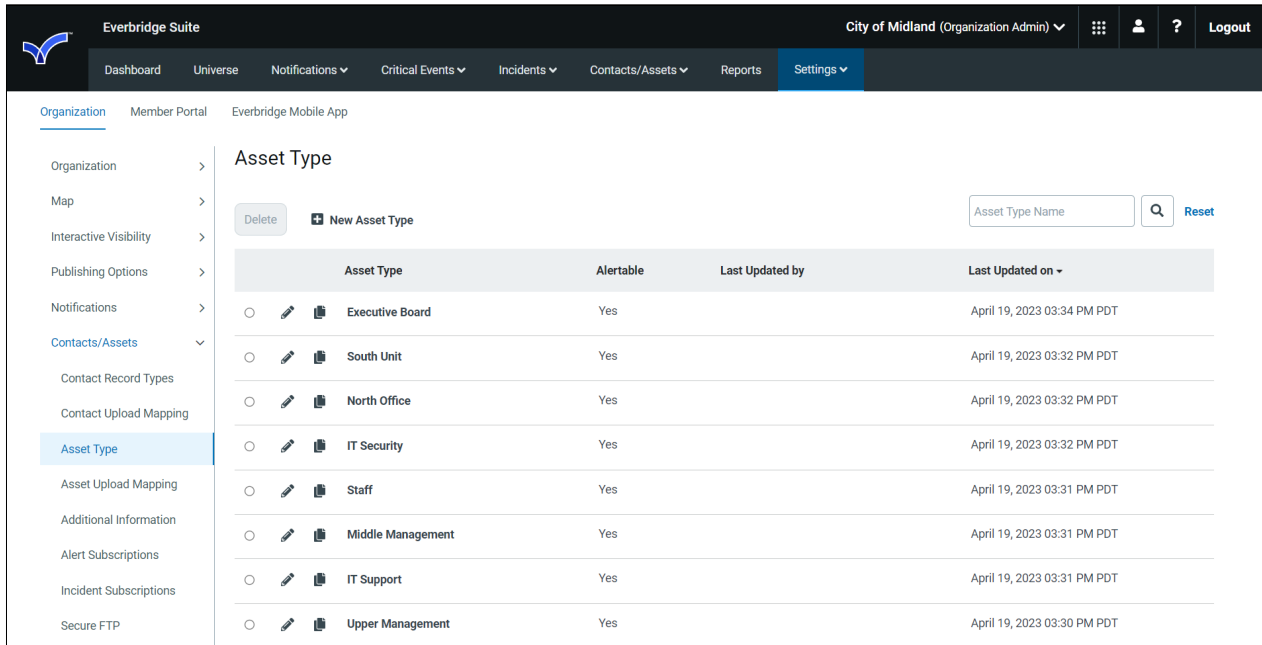 Everbridge Suite
City of Midland (Organization Admin)
?
Logout
Dashboard Universe Notifications Critical Events Incidents Contacts/Assets Reports Settings
Organization Member Portal Everbridge Mobile App
Organization
Map
Interactive Visibility
Publishing Options
Notifications
Contacts/Assets
Contact Record Types
Contact Upload Mapping
Asset Type
Asset Upload Mapping
Additional Information
Alert Subscriptions
Incident Subscriptions
Secure FTP
Asset Type
Delete New Asset Type Asset Type Name Reset
Asset Type Alertable Last Updated by Last Updated on
Executive Board Yes April 19, 2023 03:34 PM PDT
South Unit Yes April 19, 2023 03:32 PM PDT
North Office Yes April 19, 2023 03:32 PM PDT
IT Security Yes April 19, 2023 03:32 PM PDT
Staff Yes April 19, 2023 03:31 PM PDT
Middle Management Yes April 19, 2023 03:31 PM PDT
IT Support Yes April 19, 2023 03:31 PM PDT
Upper Management Yes April 19, 2023 03:30 PM PDT